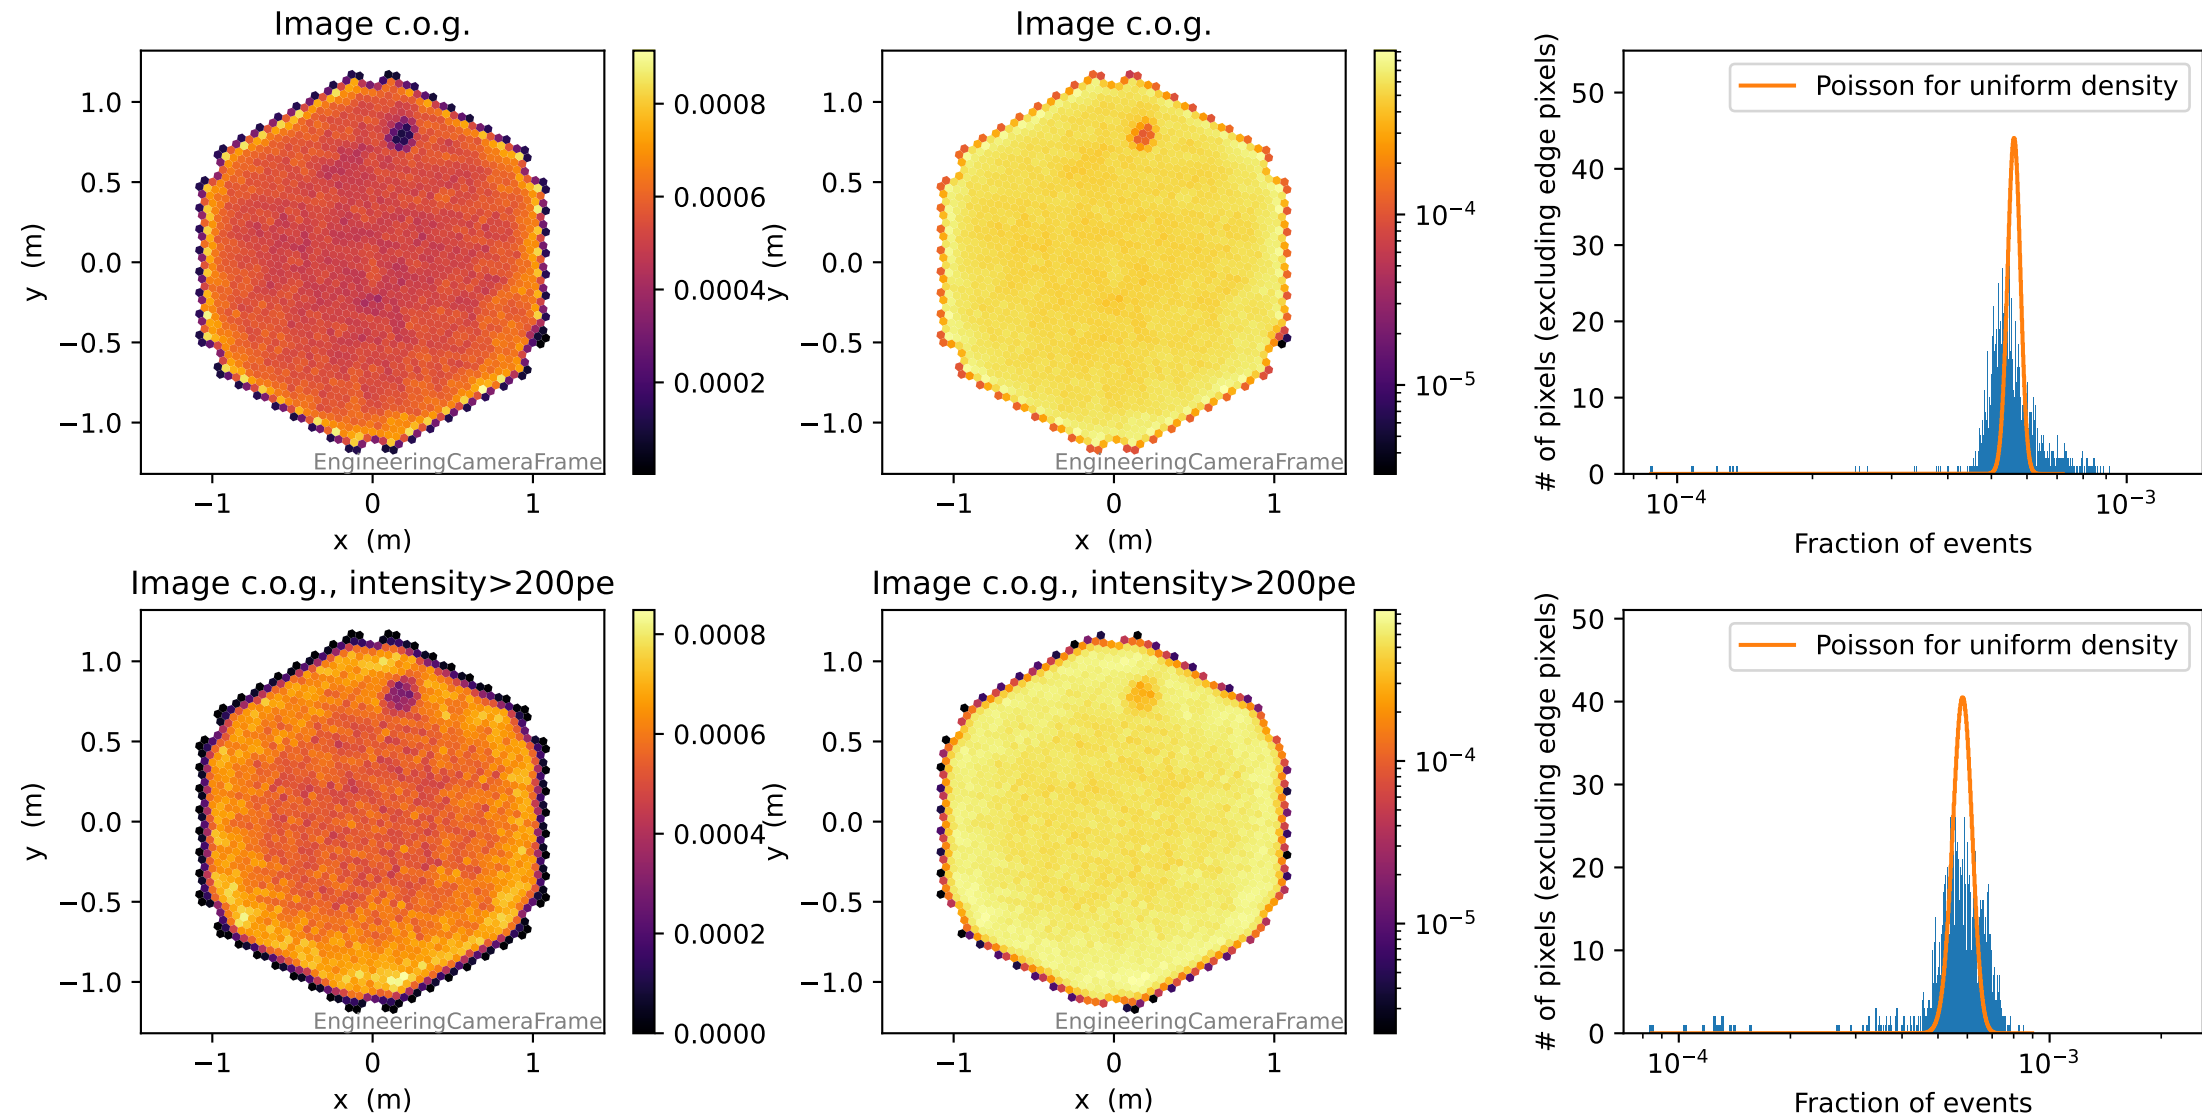 Image c.o.g.
1.0
0.5
0.0
−0.5
−1.0
y (m)
−1
0
1
x (m)
EngineeringCameraFrame
0.0008
0.0006
0.0004
0.0002
Image c.o.g.
1.0
0.5
0.0
−0.5
−1.0
y (m)
−1
0
1
x (m)
EngineeringCameraFrame
10⁻⁴
10⁻⁵
# of pixels (excluding edge pixels)
50
40
30
20
10
0
Poisson for uniform density
10⁻⁴
10⁻³
Fraction of events
Image c.o.g., intensity>200pe
1.0
0.5
0.0
−0.5
−1.0
y (m)
−1
0
1
x (m)
EngineeringCameraFrame
0.0008
0.0006
0.0004
0.0002
0.0000
Image c.o.g., intensity>200pe
1.0
0.5
0.0
−0.5
−1.0
y (m)
−1
0
1
x (m)
EngineeringCameraFrame
10⁻⁴
10⁻⁵
# of pixels (excluding edge pixels)
50
40
30
20
10
0
Poisson for uniform density
10⁻⁴
10⁻³
Fraction of events